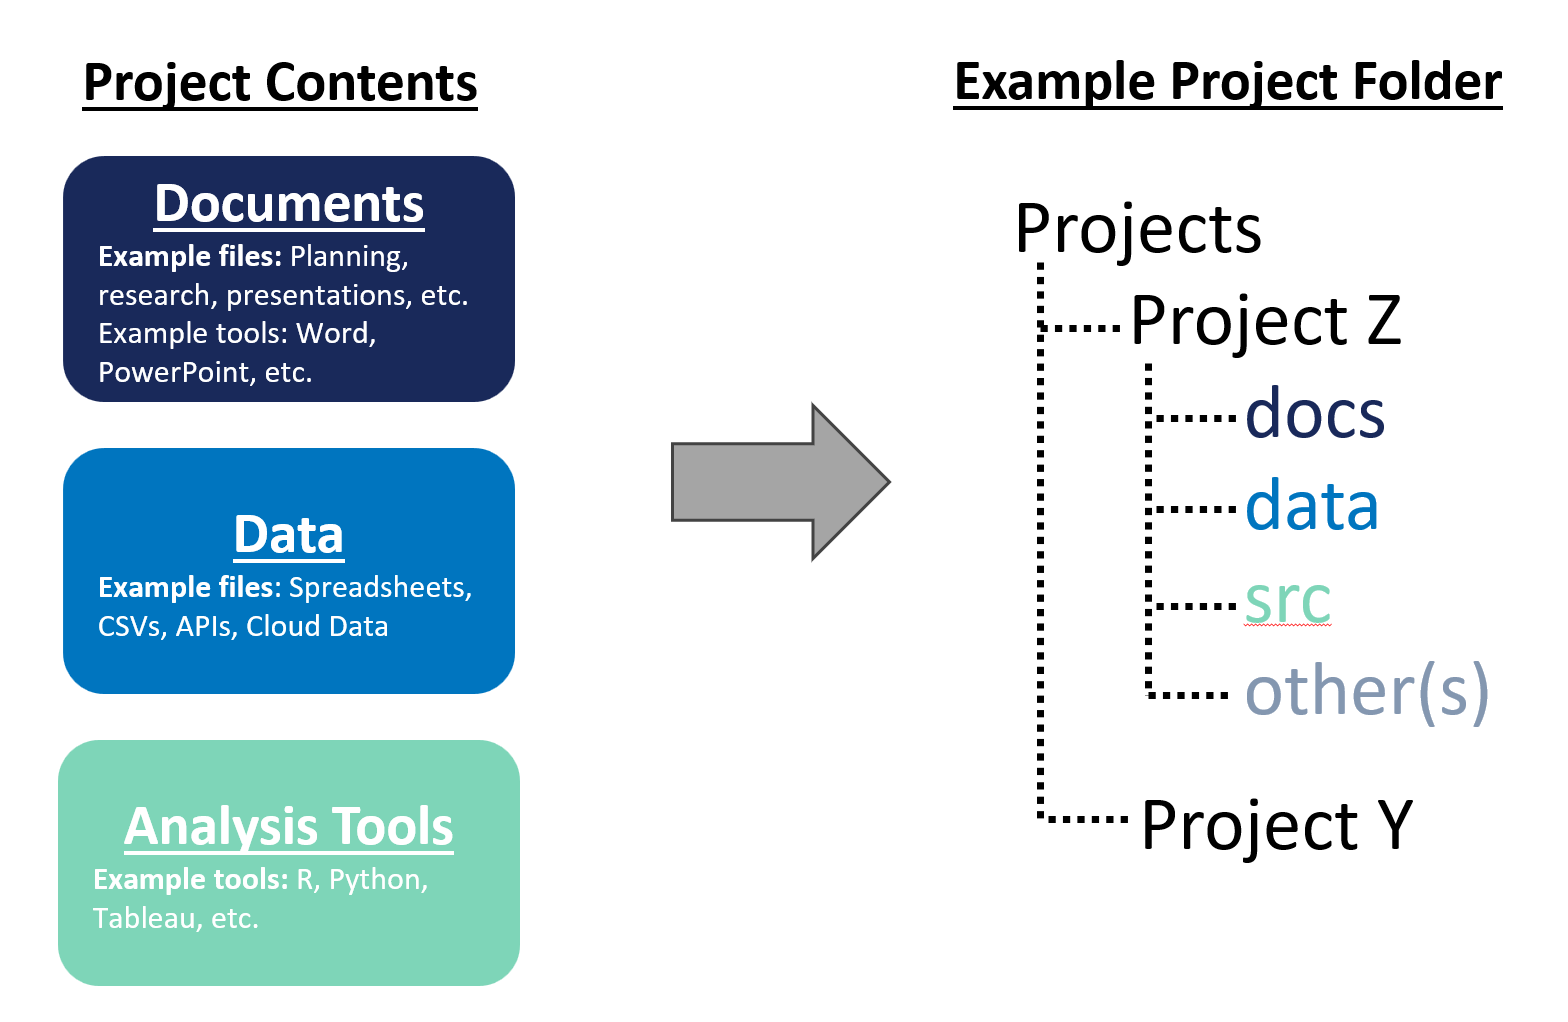 Project Contents
Documents
Example files: Planning,
research, presentations, etc.
Example tools: Word,
PowerPoint, etc.
Data
Example files: Spreadsheets,
CSVs, APIs, Cloud Data
Analysis Tools
Example tools: R, Python,
Tableau, etc.
Example Project Folder
Projects
Project Z
docs
data
src
other(s)
Project Y